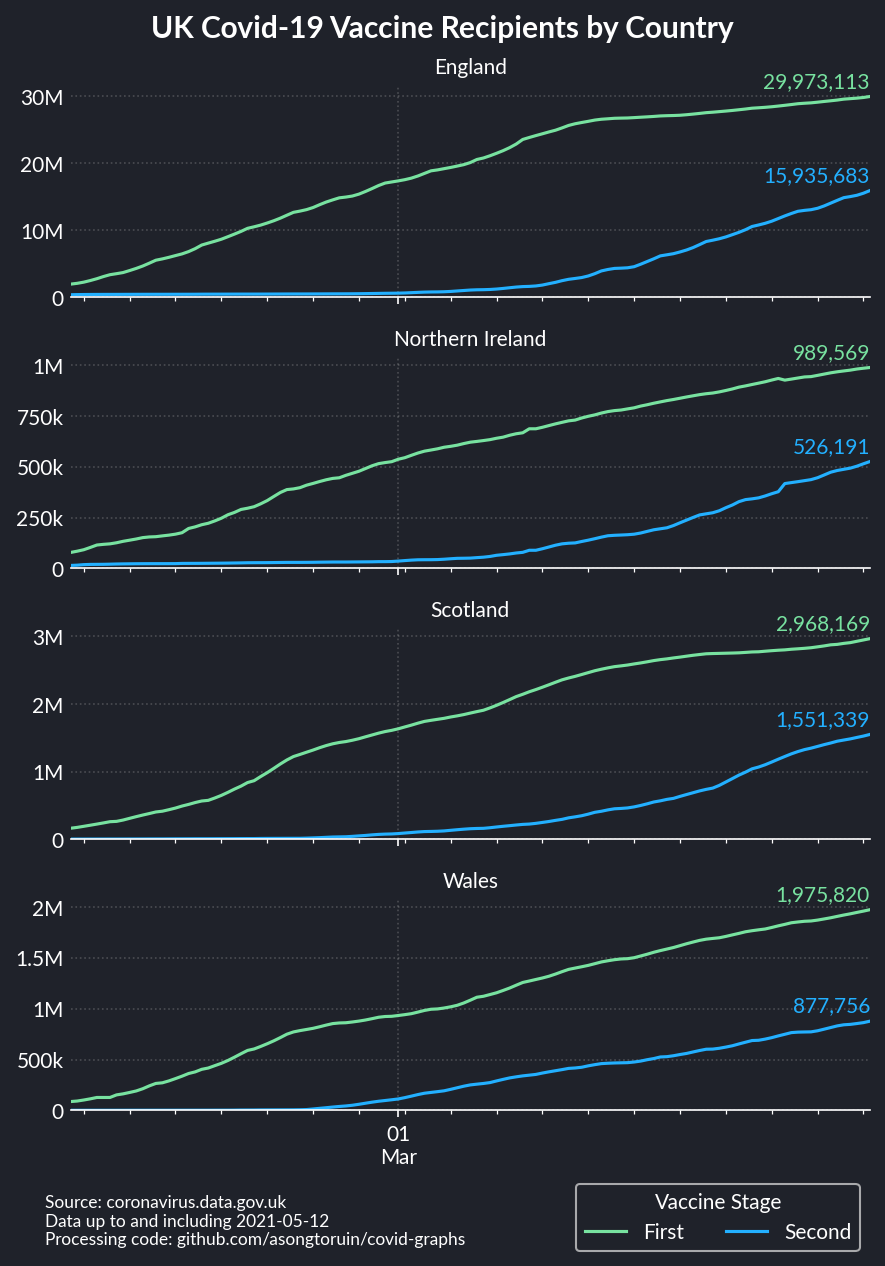 UK Covid-19 Vaccine Recipients by Country
England
29,973,113
30M
20M
15,935,683
10M
0
Northern Ireland
989,569
1M
750k
526,191
500k
250k
0
Scotland
2,968,169
3M
2M
1,551,339
1M
0
Wales
1,975,820
2M
1.5M
877,756
1M
500k
0
01
Mar
Source: coronavirus.data.gov.uk
Data up to and including 2021-05-12
Processing code: github.com/asongtoruin/covid-graphs
Vaccine Stage
First Second